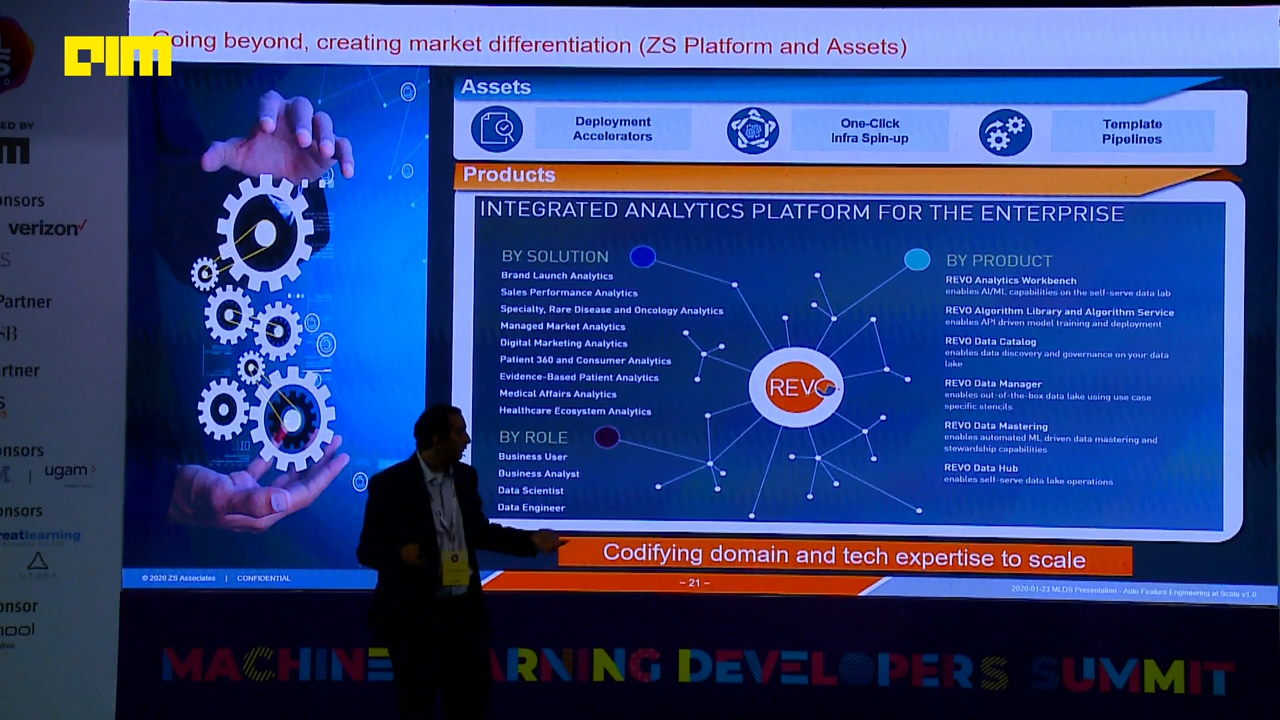 AIM
Going beyond, creating market differentiation (ZS Platform and Assets)
Assets
Deployment
Accelerators
One-Click
Infra Spin-up
Template
Pipelines
Products
INTEGRATED ANALYTICS PLATFORM FOR THE ENTERPRISE
BY SOLUTION
Brand Launch Analytics
Sales Performance Analytics
Specialty, Rare Disease and Oncology Analytics
Managed Market Analytics
Digital Marketing Analytics
Patient 360 and Consumer Analytics
Evidence-Based Patient Analytics
Medical Affairs Analytics
Healthcare Ecosystem Analytics
BY ROLE
Business User
Business Analyst
Data Scientist
Data Engineer
REVO
BY PRODUCT
REVO Analytics Workbench
enables AI/ML capabilities on the self-serve data lab
REVO Algorithm Library and Algorithm Service
enables API driven model training and deployment
REVO Data Catalog
enables data discovery and governance on your data
lake
REVO Data Manager
enables out-of-the-box data lake using use case
specific stencils
REVO Data Mastering
enables automated ML driven data mastering and
stewardship capabilities
REVO Data Hub
enables self-serve data lake operations
Codifying domain and tech expertise to scale
© 2020 ZS Associates | CONFIDENTIAL
– 21 –
2020-01-23 MLDS Presentation - Auto Feature Engineering at Scale v1.0
ED BY
nsors
verizon
Partner
SB
rtner
nsors
ugam
onsors
reatlearning
onsor
hool
MACHINE ARNING DEVELOPERS SUMMIT